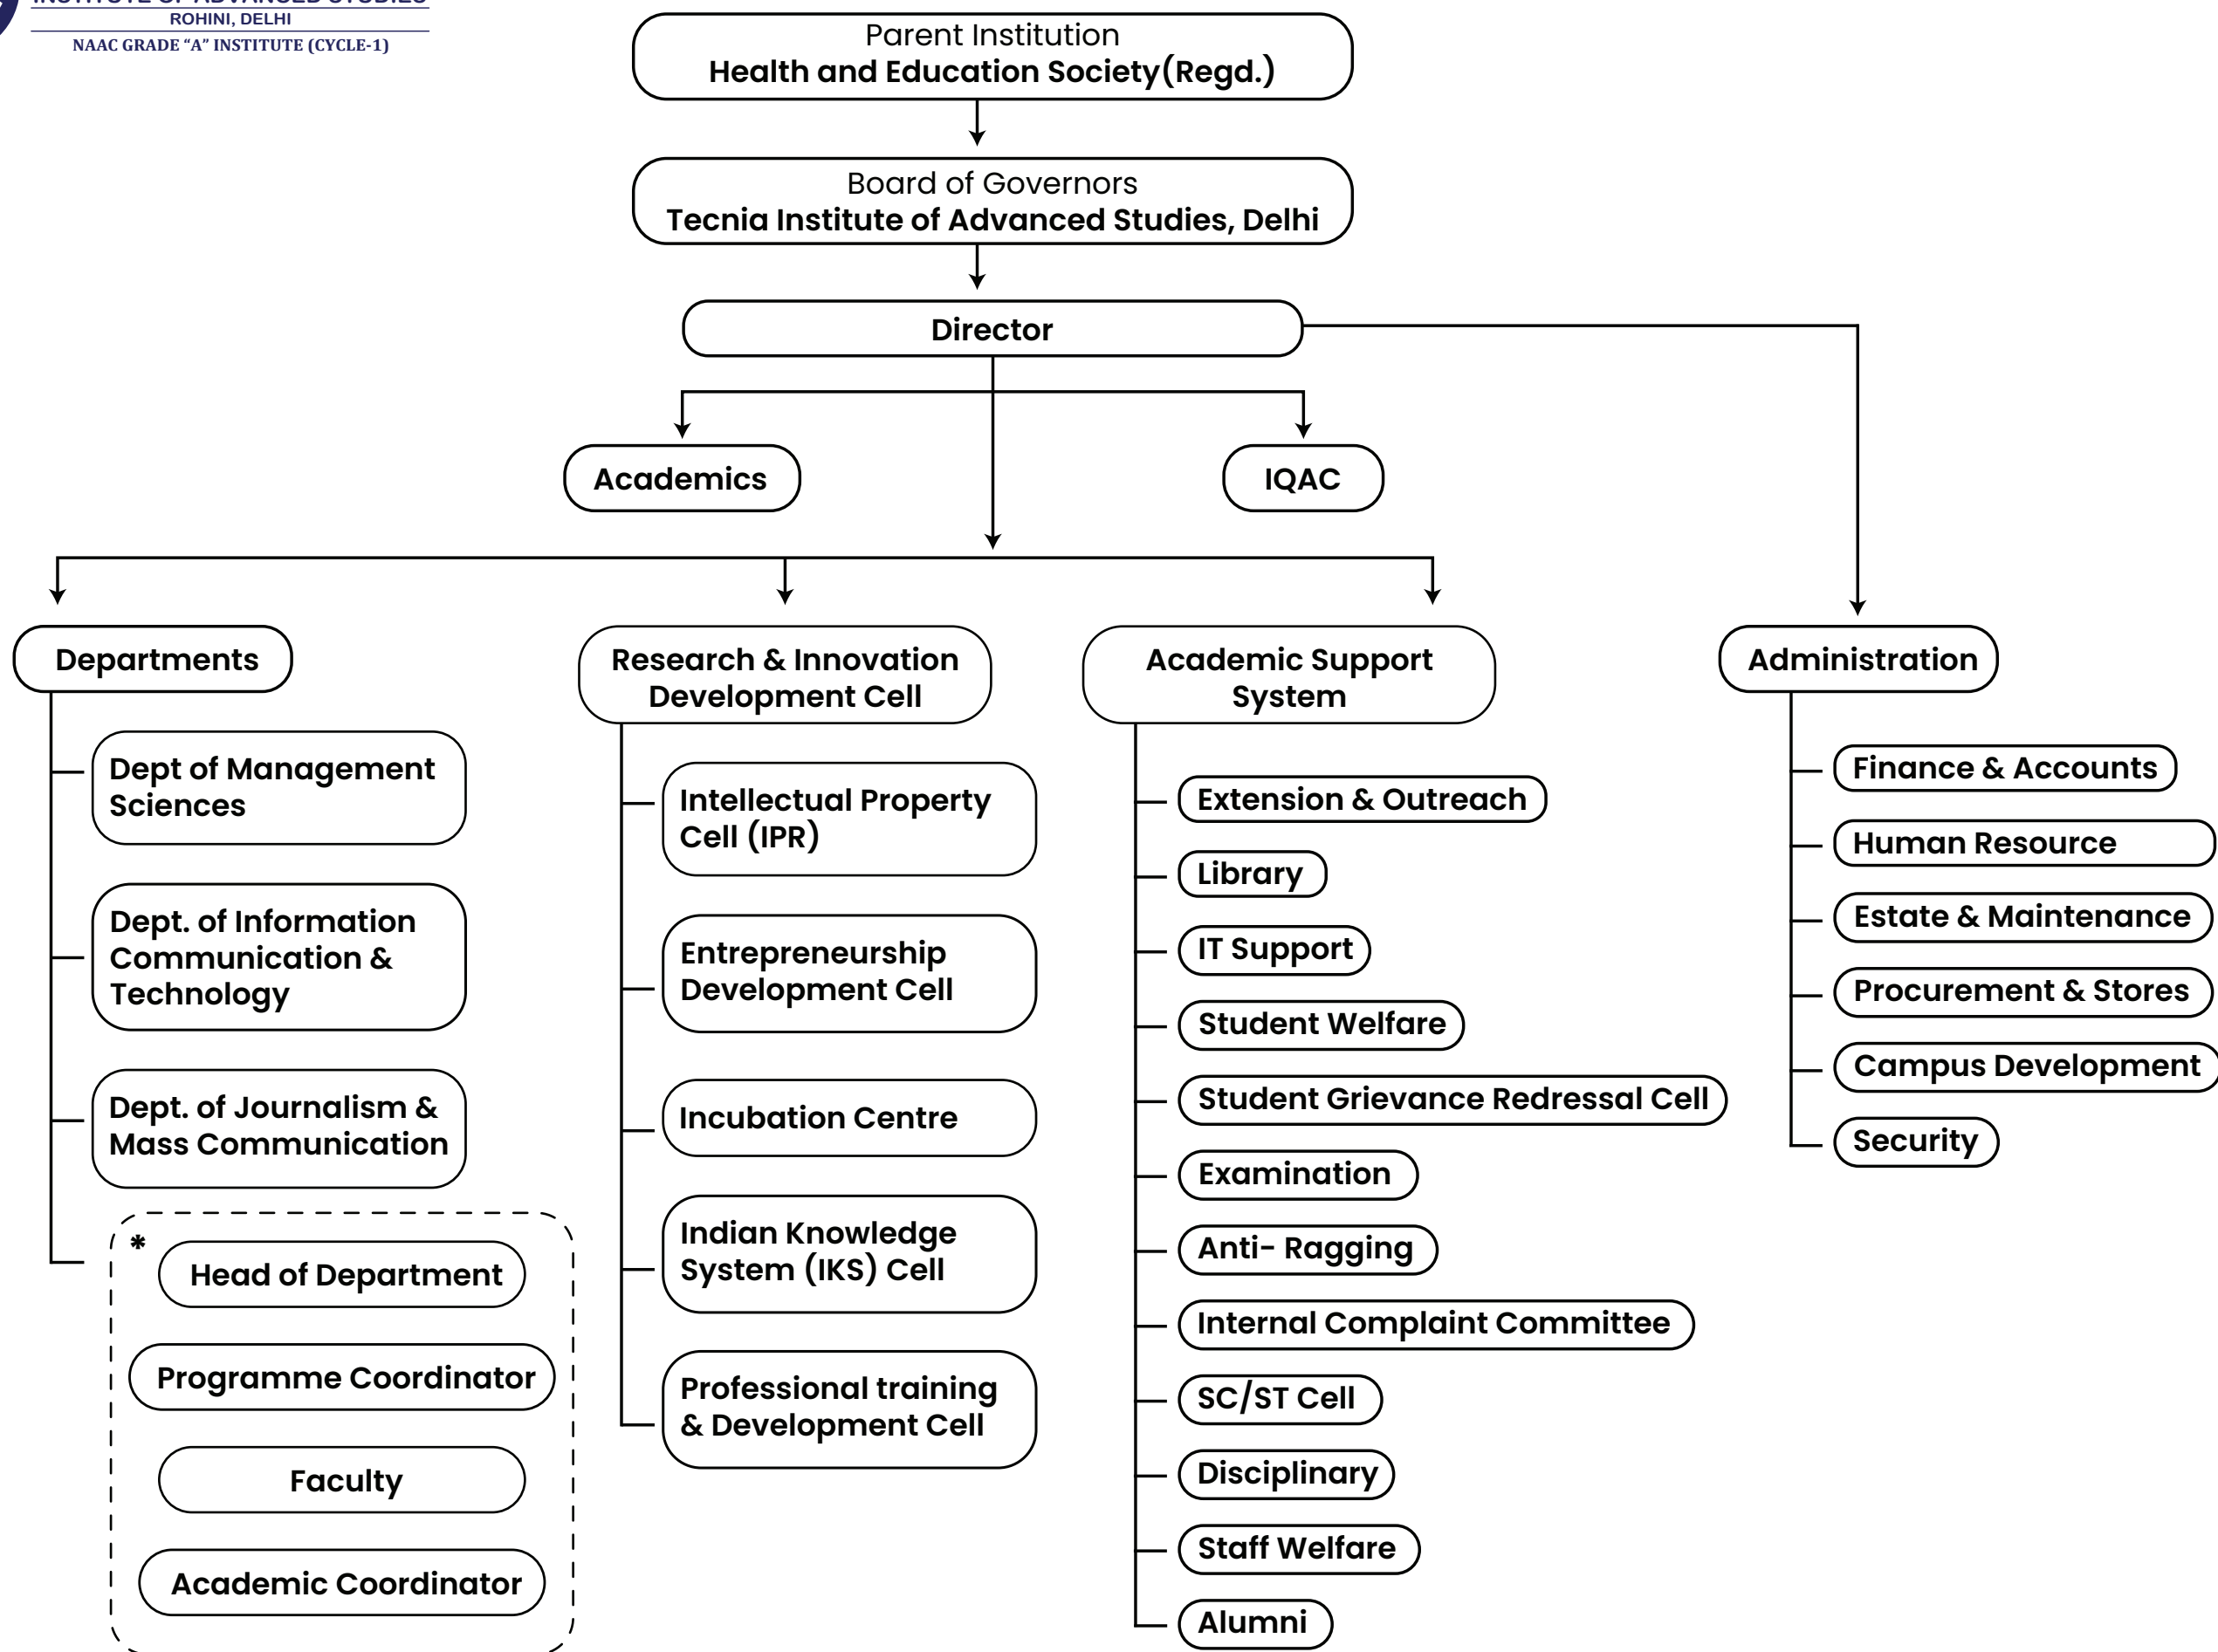 INSTITUTE OF ADVANCED STUDIES
ROHINI, DELHI
NAAC GRADE “A” INSTITUTE (CYCLE-1)
Parent Institution
Health and Education Society(Regd.)
Board of Governors
Tecnia Institute of Advanced Studies, Delhi
Director
Academics
IQAC
Departments
Dept of Management
Sciences
Dept. of Information
Communication &
Technology
Dept. of Journalism &
Mass Communication
*
Head of Department
Programme Coordinator
Faculty
Academic Coordinator
Research & Innovation
Development Cell
Intellectual Property
Cell (IPR)
Entrepreneurship
Development Cell
Incubation Centre
Indian Knowledge
System (IKS) Cell
Professional training
& Development Cell
Academic Support
System
Extension & Outreach
Library
IT Support
Student Welfare
Student Grievance Redressal Cell
Examination
Anti- Ragging
Internal Complaint Committee
SC/ST Cell
Disciplinary
Staff Welfare
Alumni
Administration
Finance & Accounts
Human Resource
Estate & Maintenance
Procurement & Stores
Campus Development
Security